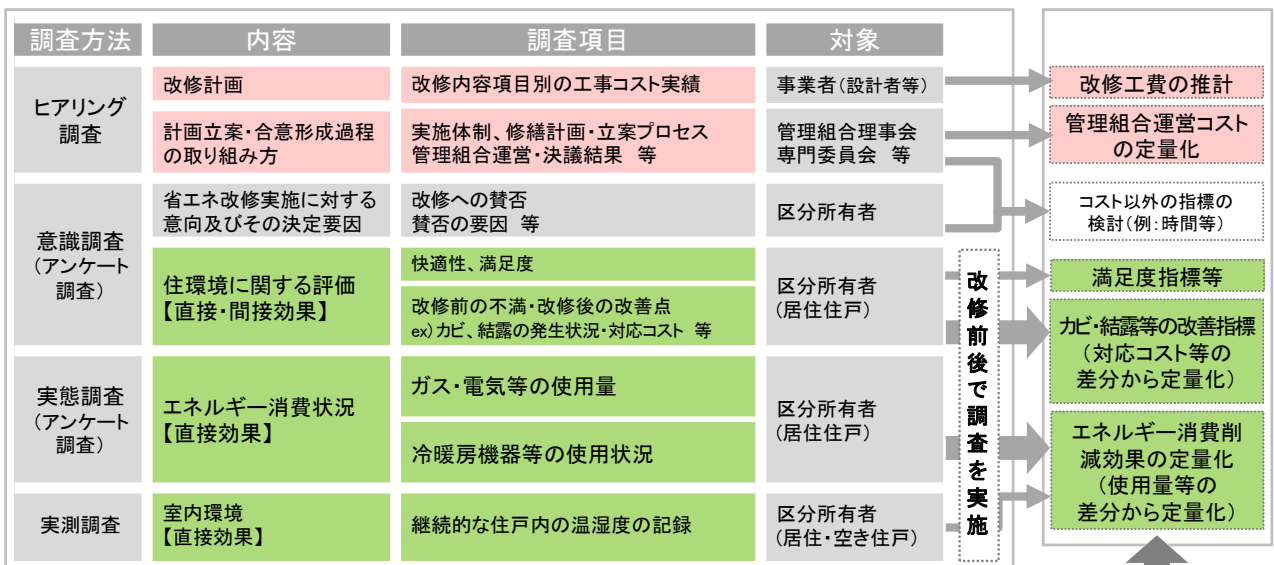 調査方法
内容
調査項目
対象
ヒアリング
調査
改修計画
改修内容項目別の工事コスト実績
事業者(設計者等)
計画立案・合意形成過程
の取り組み方
実施体制、修繕計画・立案プロセス
管理組合運営・決議結果 等
管理組合理事会
専門委員会 等
意識調査
(アンケート
調査)
省エネ改修実施に対する
意向及びその決定要因
改修への賛否
賛否の要因 等
区分所有者
住環境に関する評価
【直接・間接効果】
快適性、満足度
改修前の不満・改修後の改善点
ex)カビ、結露の発生状況・対応コスト 等
区分所有者
(居住住戸)
実態調査
(アンケート
調査)
エネルギー消費状況
【直接効果】
ガス・電気等の使用量
冷暖房機器等の使用状況
区分所有者
(居住住戸)
実測調査
室内環境
【直接効果】
継続的な住戸内の温湿度の記録
区分所有者
(居住・空き住戸)
改修前後で調査を実施
改修工費の推計
管理組合運営コスト
の定量化
コスト以外の指標の
検討(例:時間等)
満足度指標等
カビ・結露等の改善指標
(対応コスト等の
差分から定量化)
エネルギー消費削
減効果の定量化
(使用量等の
差分から定量化)